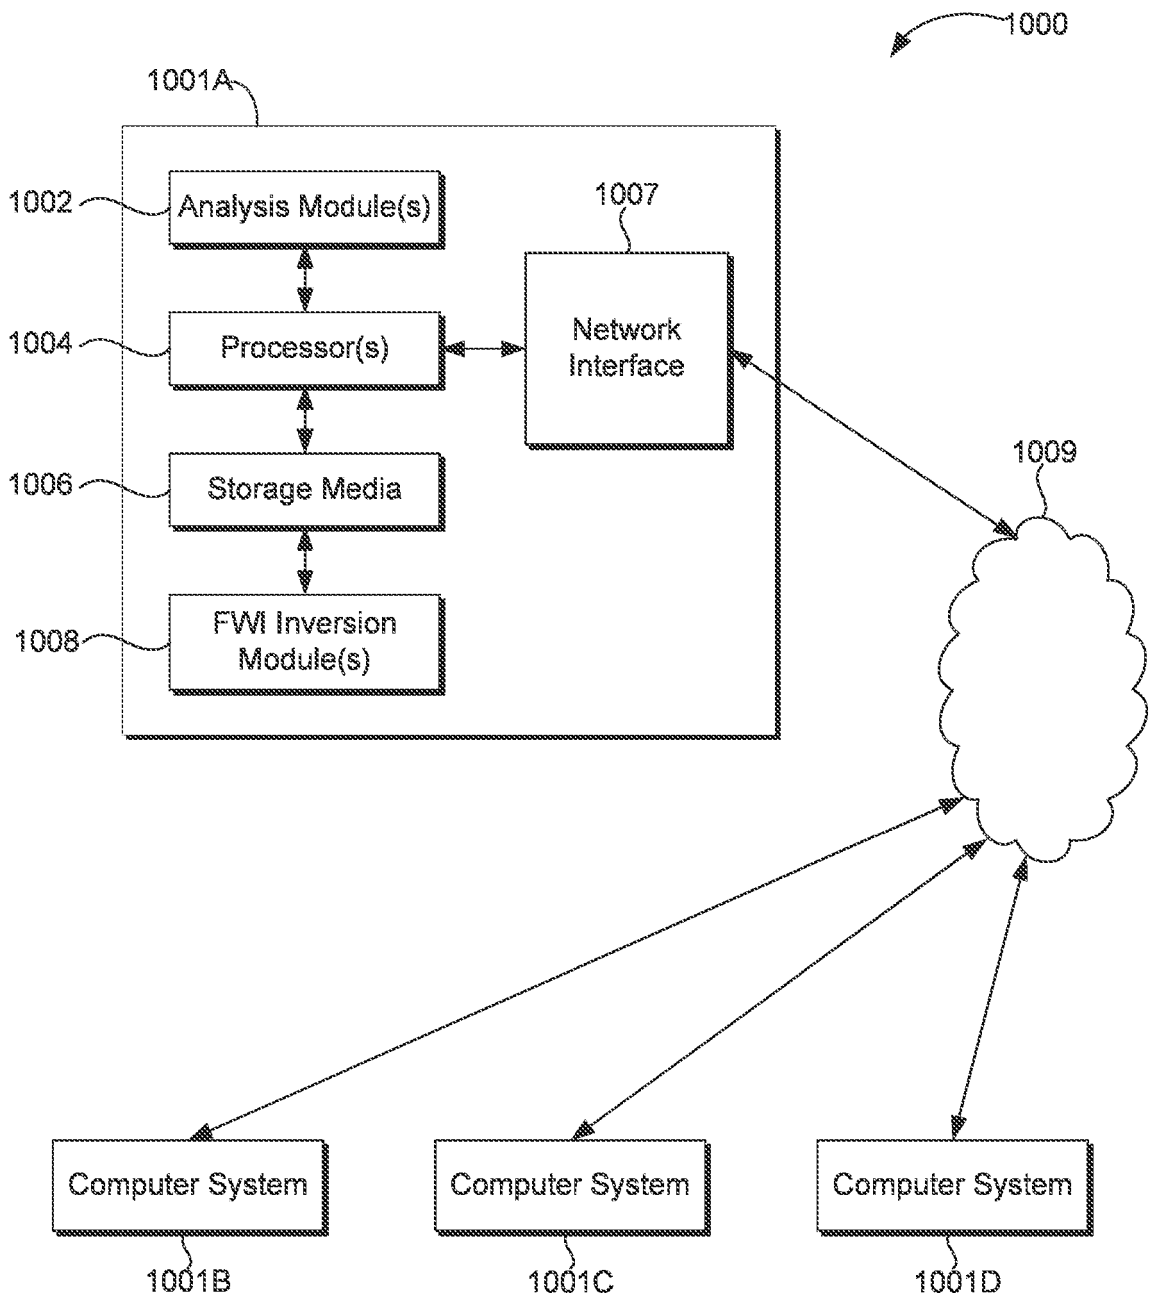 1000
1001A
1002
Analysis Module(s)
1007
1004
Processor(s)
Network
Interface
1006
Storage Media
1009
1008
FWI Inversion
Module(s)
Computer System
Computer System
Computer System
1001B
1001C
1001D